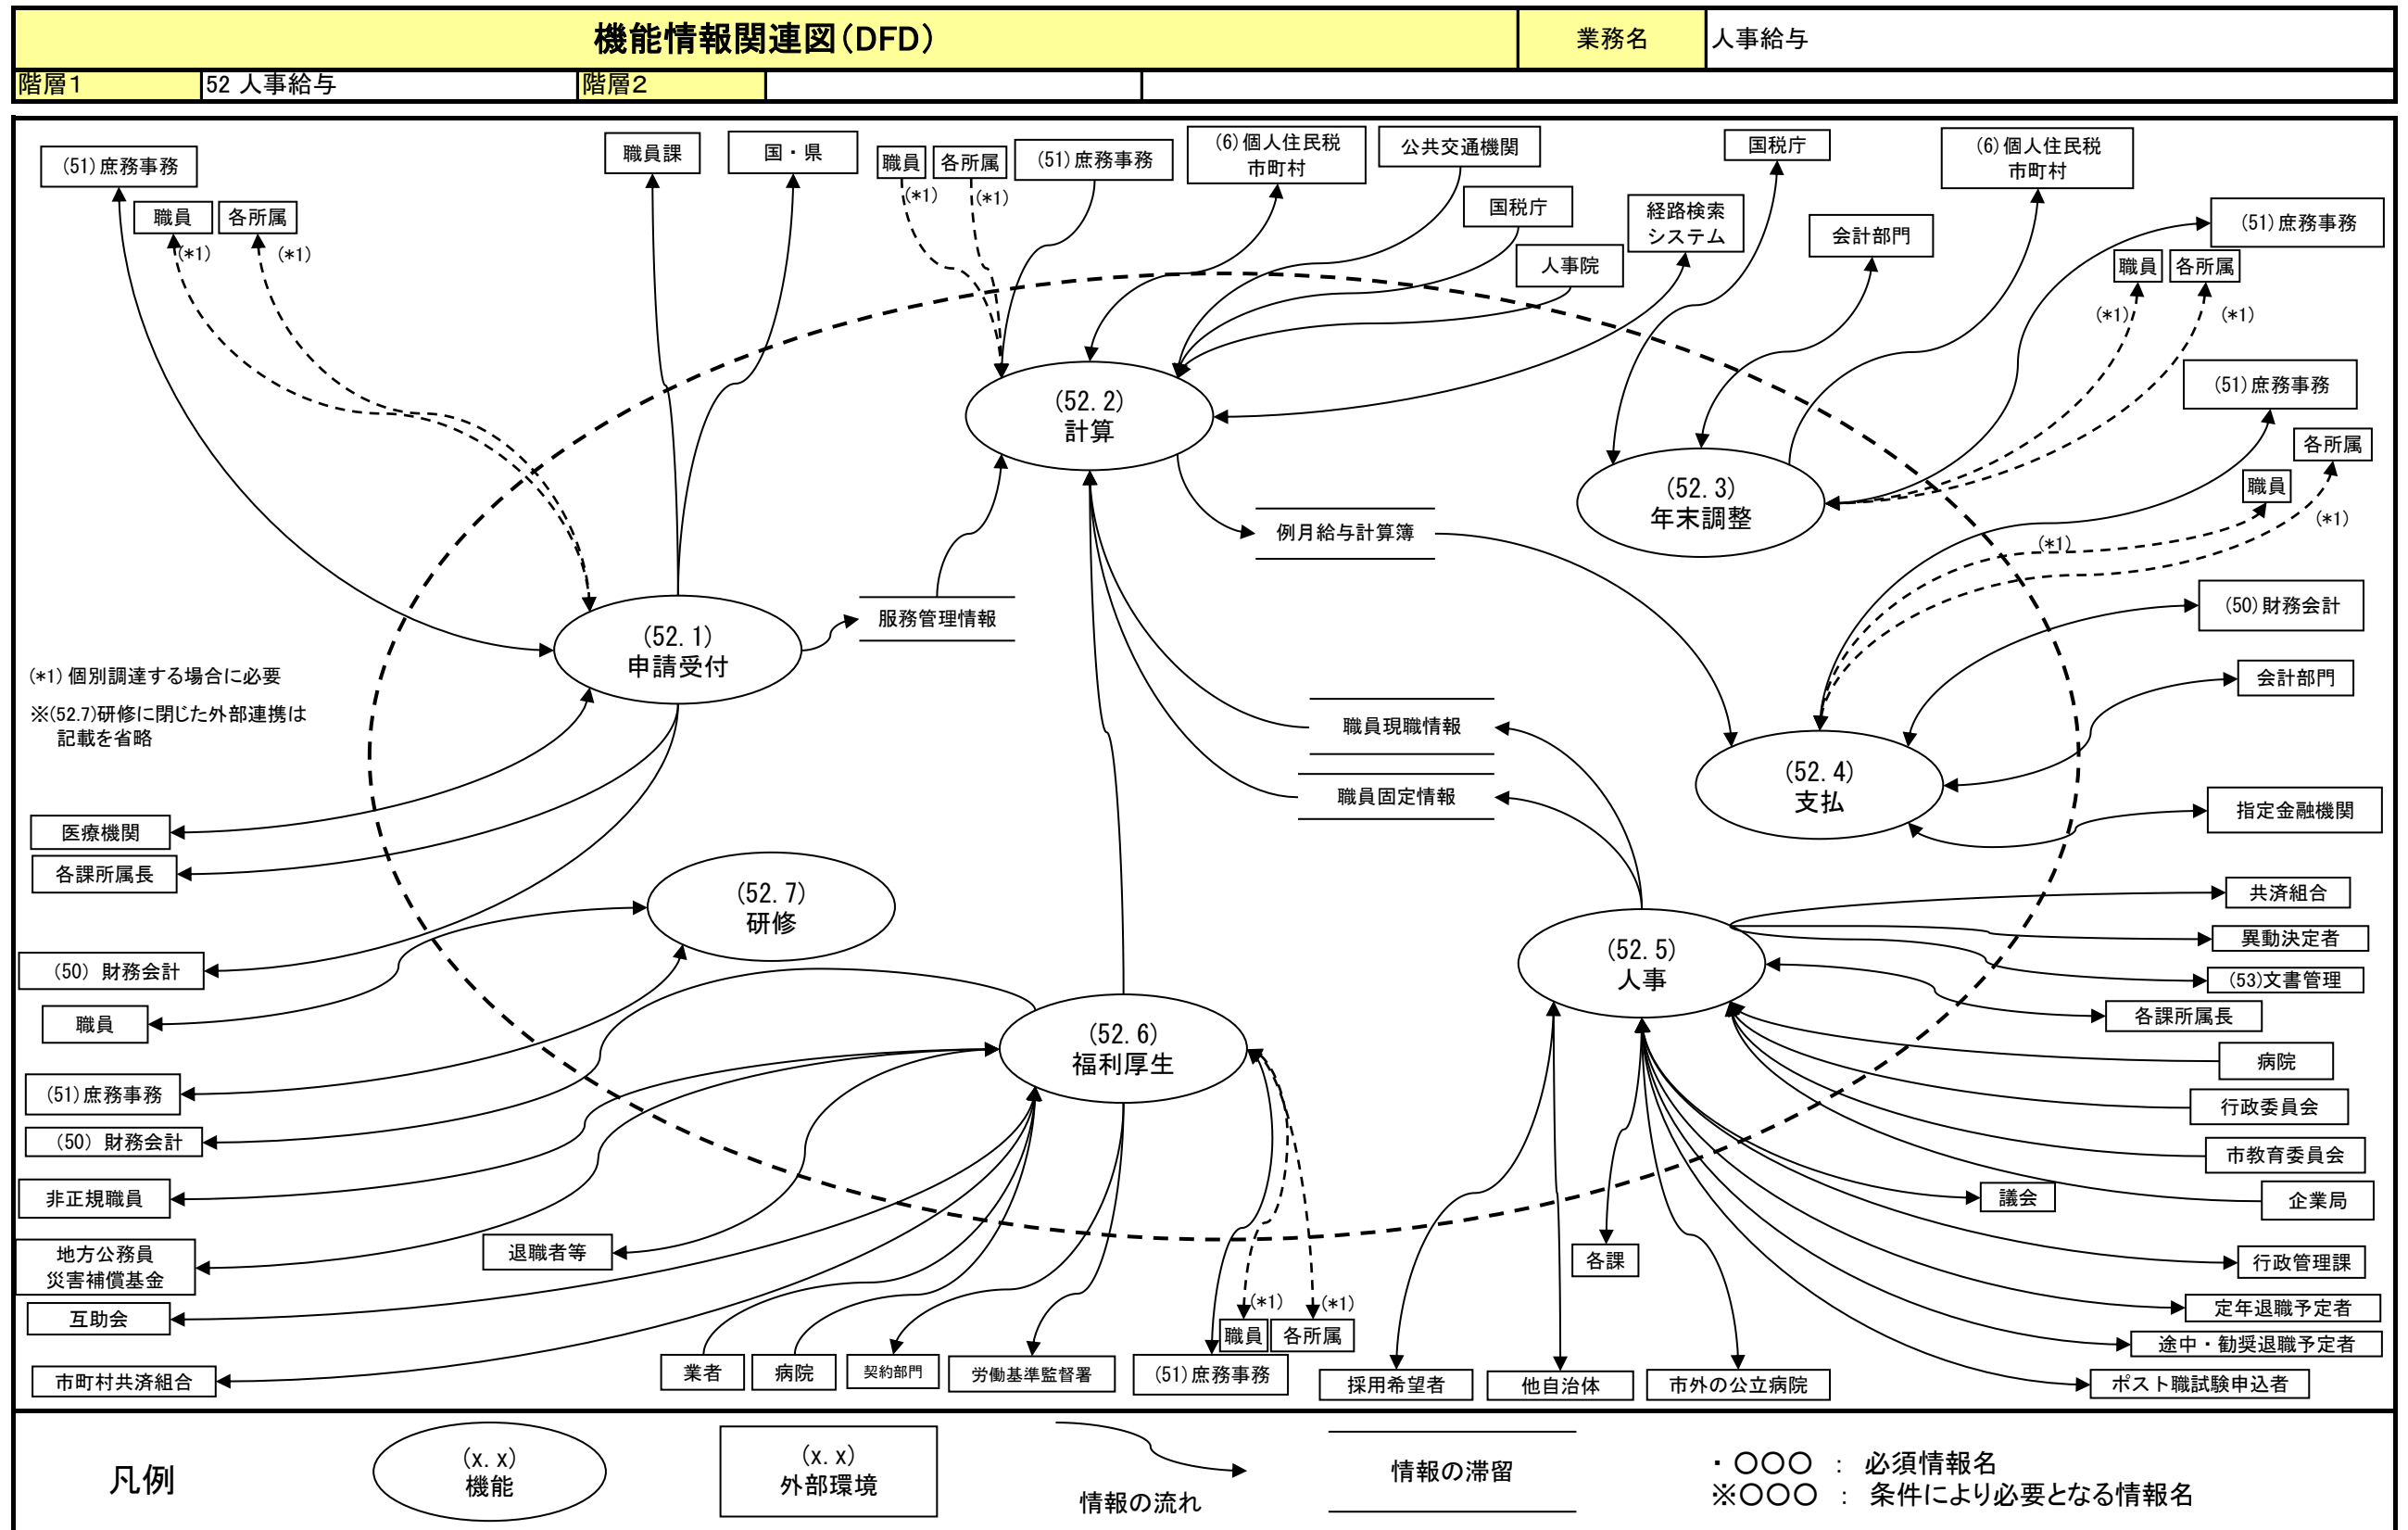 機能情報関連図（DFD）
業務名
人事給与
階層１
52 人事給与
階層２
(51)庶務事務
職員
各所属
(*1)
(*1)
職員課
国・県
職員
各所属
(*1)
(*1)
(51)庶務事務
(6)個人住民税
市町村
公共交通機関
国税庁
人事院
経路検索
システム
国税庁
会計部門
(6)個人住民税
市町村
(51)庶務事務
職員
各所属
(*1)
(*1)
(51)庶務事務
各所属
職員
(*1)
(*1)
(52.2)
計算
(52.3)
年末調整
例月給与計算簿
(52.1)
申請受付
服務管理情報
(50)財務会計
会計部門
(*1) 個別調達する場合に必要
※(52.7)研修に閉じた外部連携は
記載を省略
職員現職情報
職員固定情報
(52.4)
支払
指定金融機関
医療機関
各課所属長
(52.7)
研修
(50) 財務会計
職員
(51)庶務事務
(50) 財務会計
非正規職員
地方公務員
災害補償基金
互助会
市町村共済組合
退職者等
(52.6)
福利厚生
(52.5)
人事
共済組合
異動決定者
(53)文書管理
各課所属長
病院
行政委員会
市教育委員会
企業局
議会
行政管理課
定年退職予定者
途中・勧奨退職予定者
ポスト職試験申込者
各課
(*1)
(*1)
職員
各所属
業者
病院
契約部門
労働基準監督署
(51)庶務事務
採用希望者
他自治体
市外の公立病院
凡例
(x.x)
機能
(x.x)
外部環境
情報の流れ
情報の滞留
・〇〇〇 ： 必須情報名
※〇〇〇 ： 条件により必要となる情報名